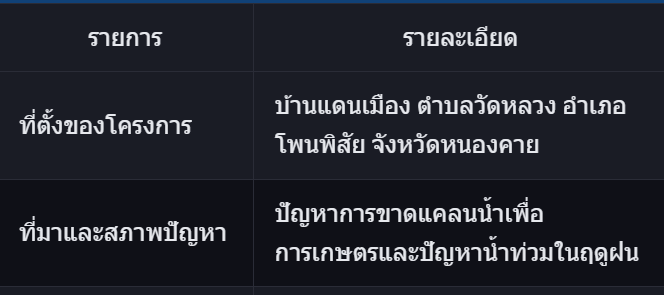 รายการ
รายละเอียด
ที่ตั้งของโครงการ
บ้านแดนเมือง ตำบลวัดหลวง อำเภอ
โพนพิสัย จังหวัดหนองคาย
ที่มาและสภาพปัญหา
ปัญหาการขาดแคลนน้ำเพื่อ
การเกษตรและปัญหาน้ำท่วมในฤดูฝน